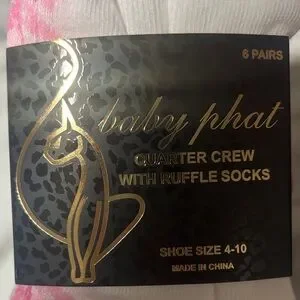 6 PAIRS
baby phat
QUARTER CREW
WITH RUFFLE SOCKS
SHOE SIZE 4-10
MADE IN CHINA